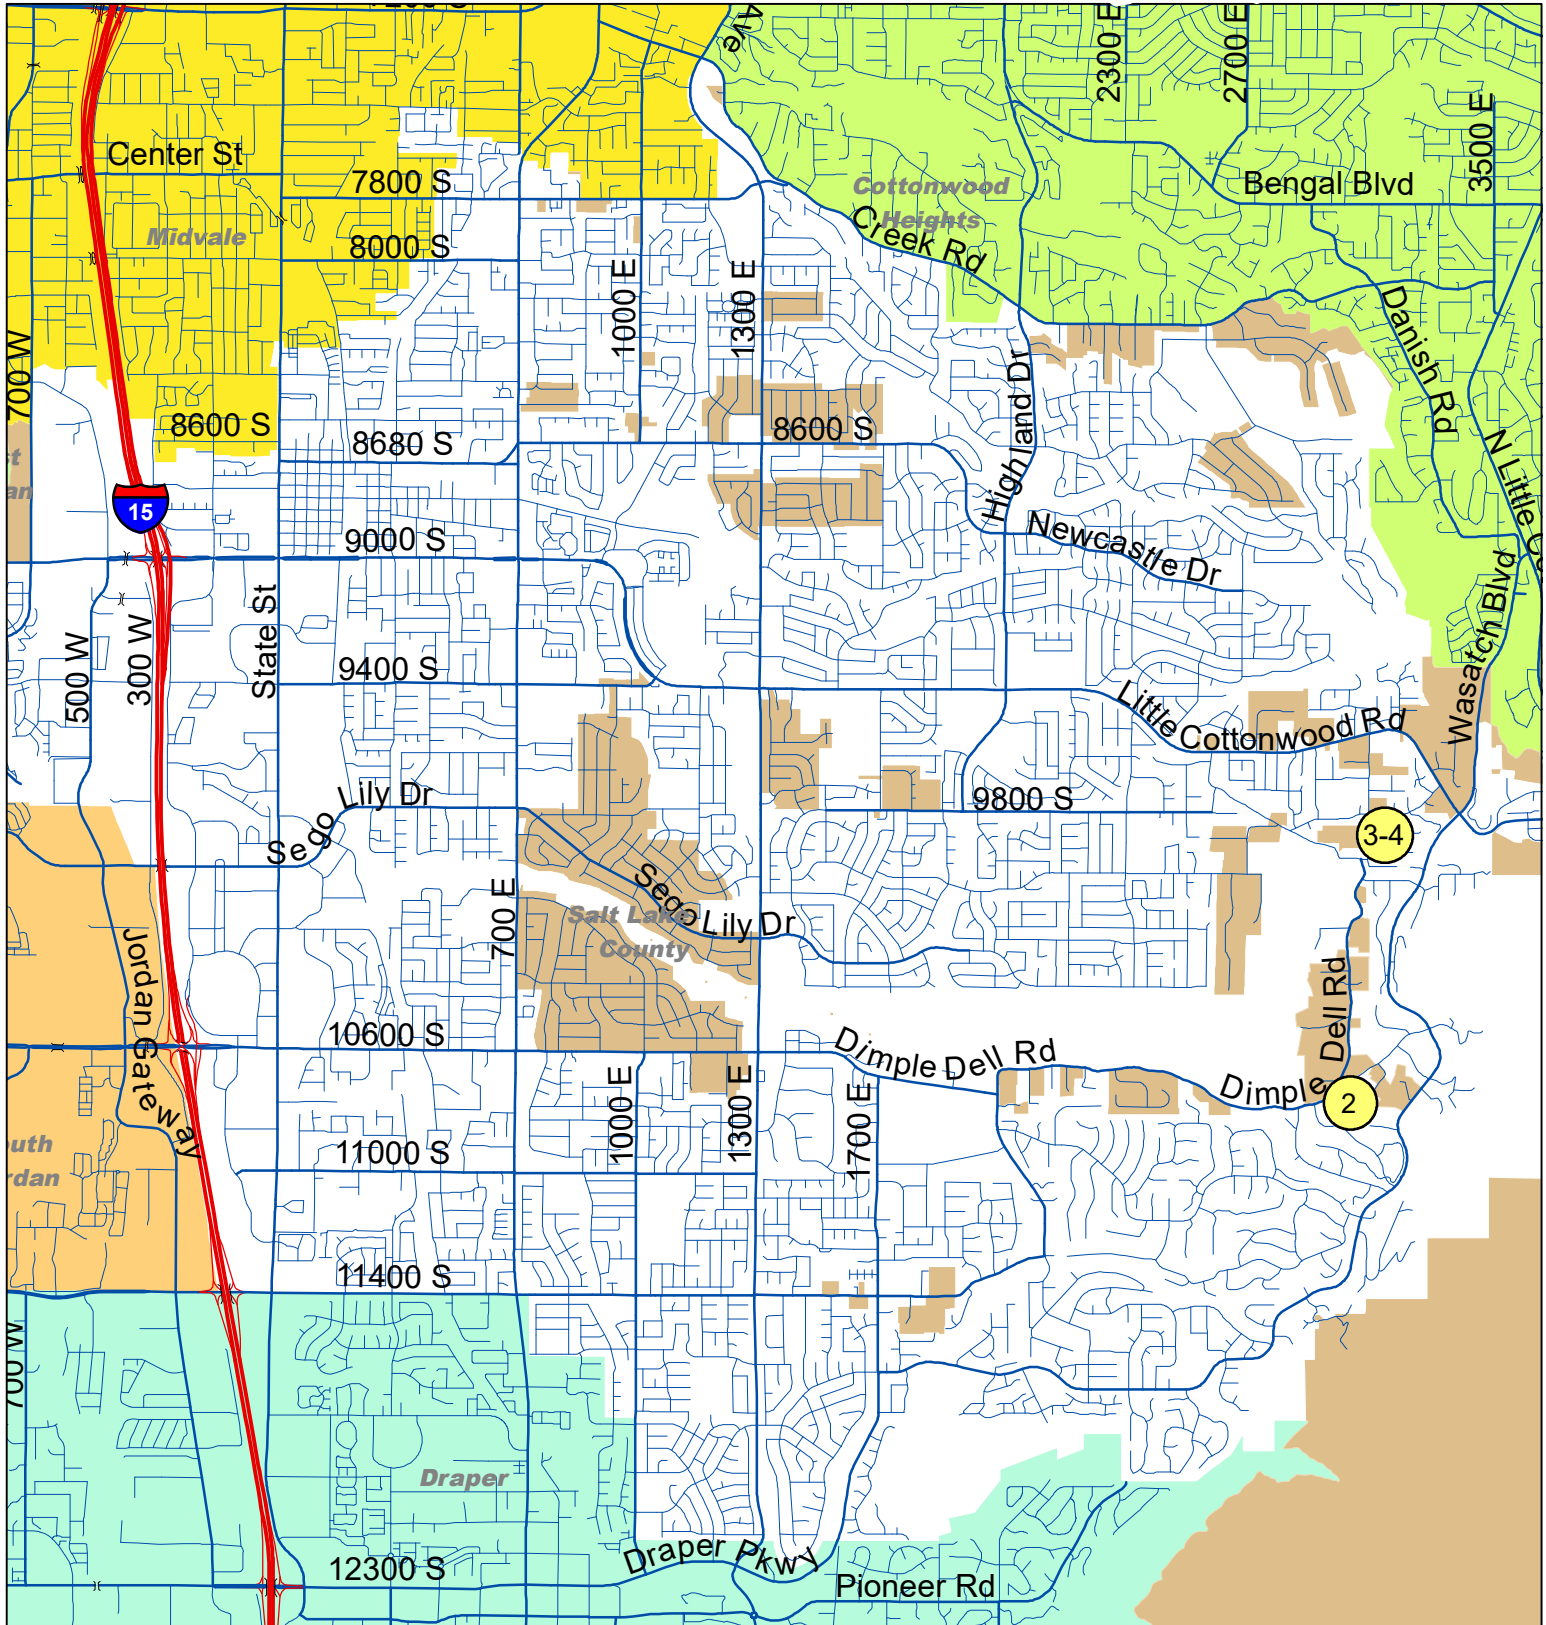 Ave
2300 E
2700 E
Center St
7800 S
3500 E
Bengal Blvd
Cottonwood
Heights
Midvale
8000 S
Creek Rd
1000 E
1300 E
700 W
Danish Rd
Highland Dr
8600 S
8680 S
8600 S
N Little
15
9000 S
Newcastle Dr
Wasatch Blvd
500 W
300 W
State St
9400 S
Little Cottonwood Rd
Sego Lily Dr
9800 S
3-4
700 E
Sego Lily Dr
Salt Lake
County
Jordan Gateway
10600 S
Dimple Dell Rd
Dimple Dell Rd
2
1000 E
1300 E
1700 E
11000 S
outh
rdan
11400 S
700 W
Draper
12300 S
Draper Pkwy
Pioneer Rd